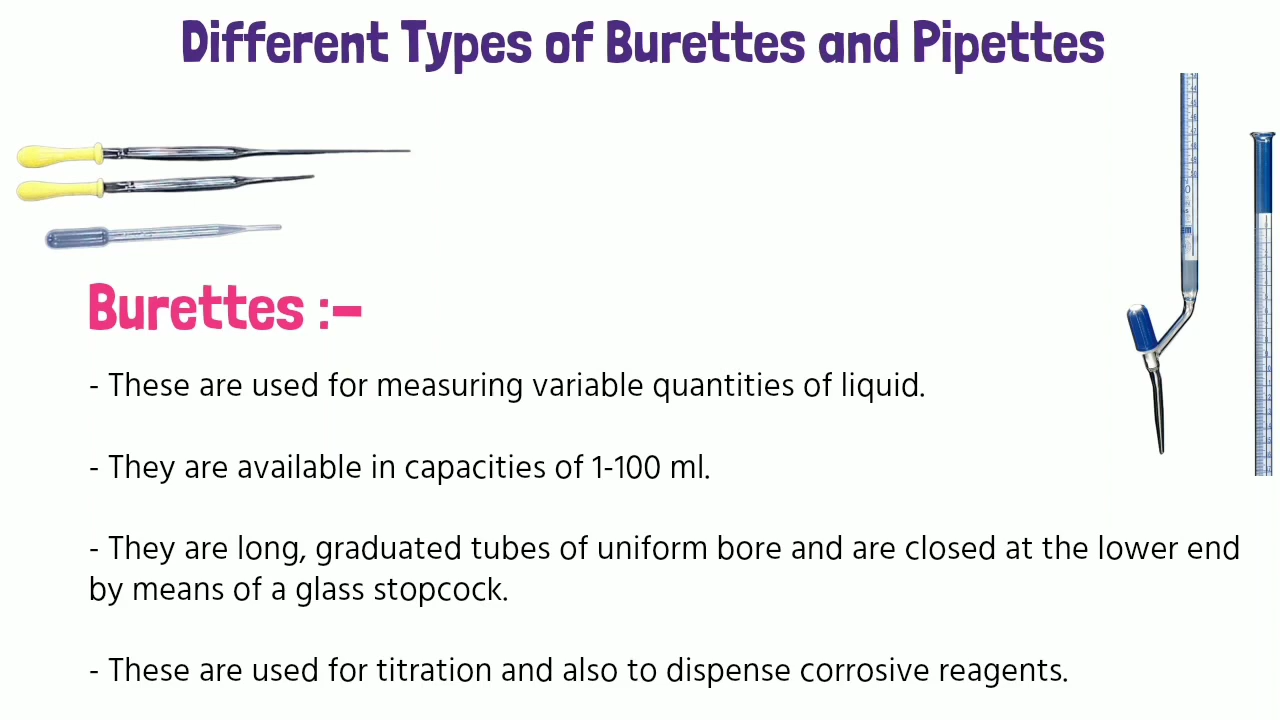 Different Types of Burettes and Pipettes
Burettes :-
- These are used for measuring variable quantities of liquid.
- They are available in capacities of 1-100 ml.
- They are long, graduated tubes of uniform bore and are closed at the lower end
by means of a glass stopcock.
- These are used for titration and also to dispense corrosive reagents.